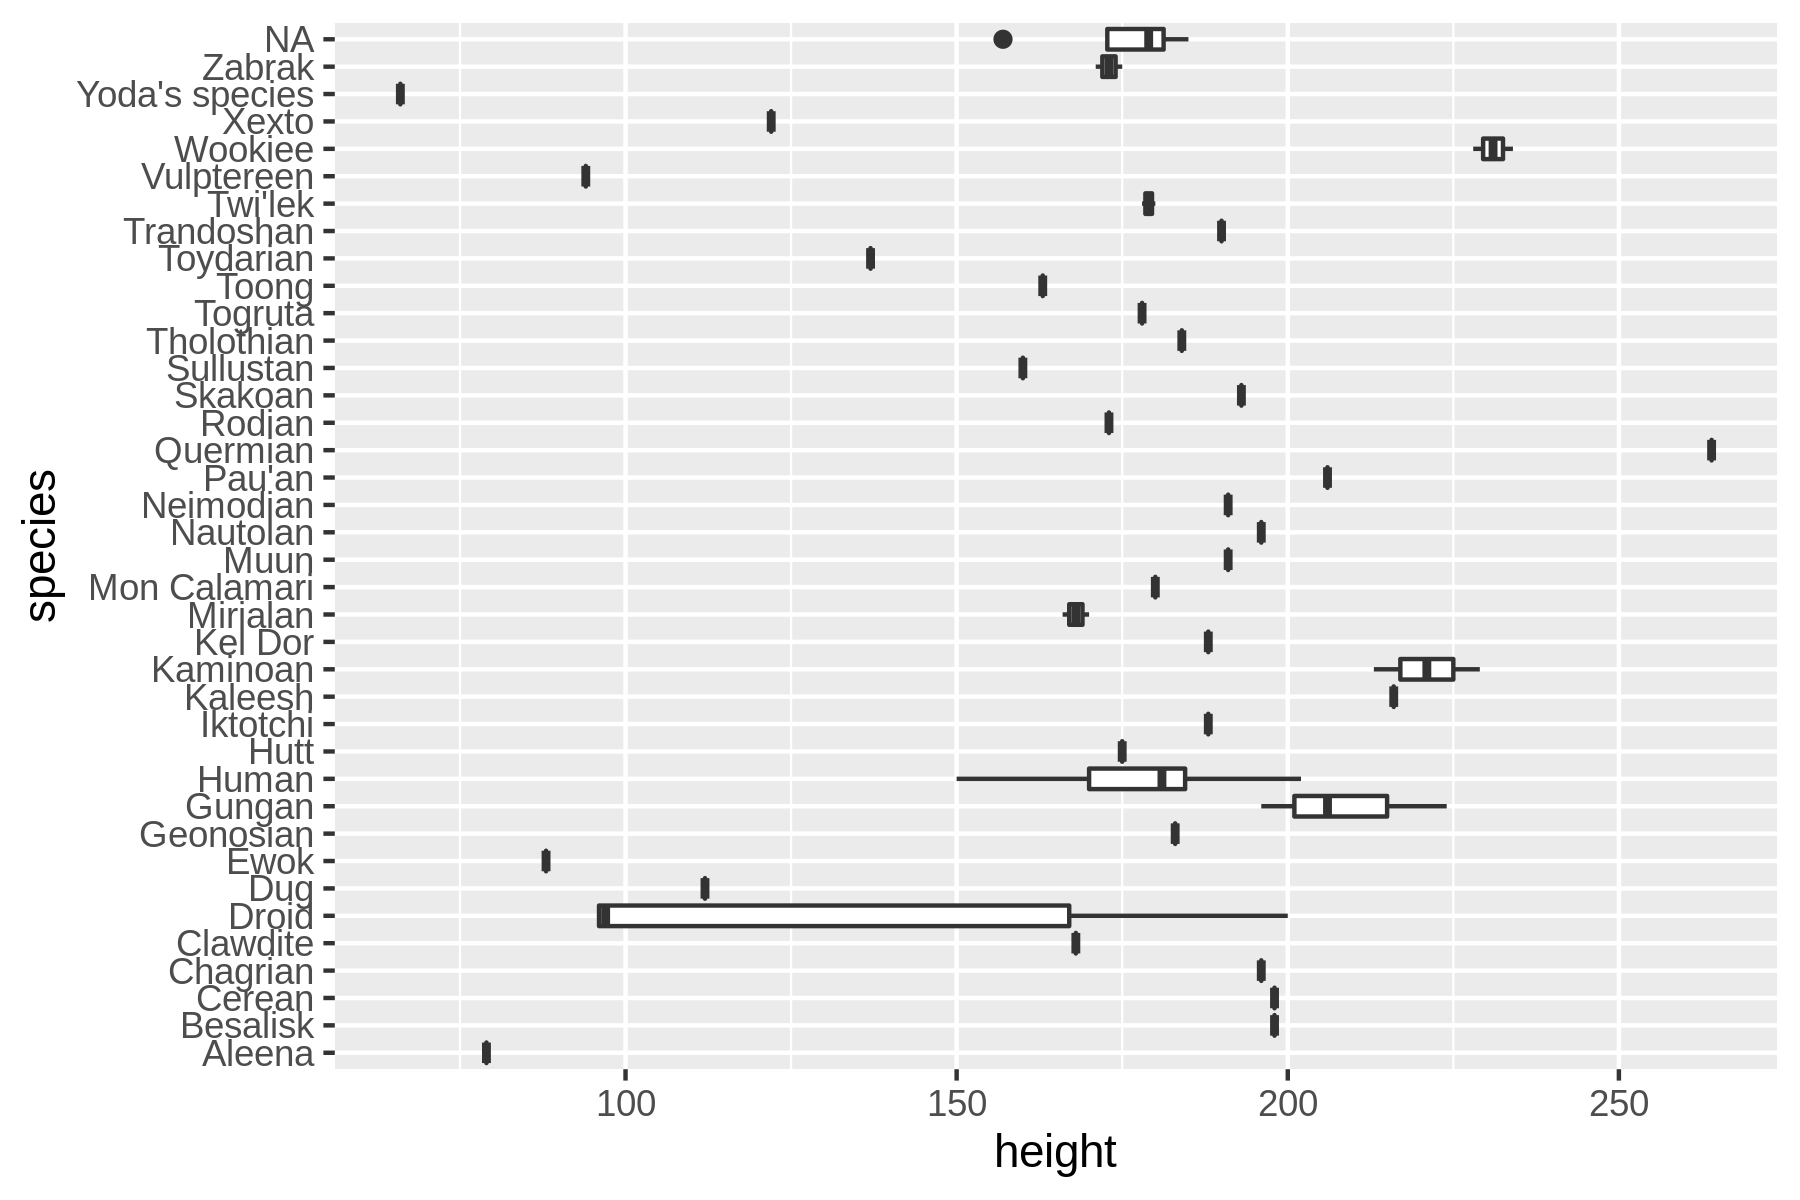 NA
Zabrak
Yoda's species
Xexto
Wookiee
Vulptereen
Twi'lek
Trandoshan
Toydarian
Toong
Togruta
Tholothian
Sullustan
Skakoan
Rodian
Quermian
Pau'an
Neimodian
Nautolan
Muun
Mon Calamari
Mirialan
Kel Dor
Kaminoan
Kaleesh
Iktotchi
Hutt
Human
Gungan
Geonosian
Ewok
Dug
Droid
Clawdite
Chagrian
Cerean
Besalisk
Aleena
species
100 150 200 250
height